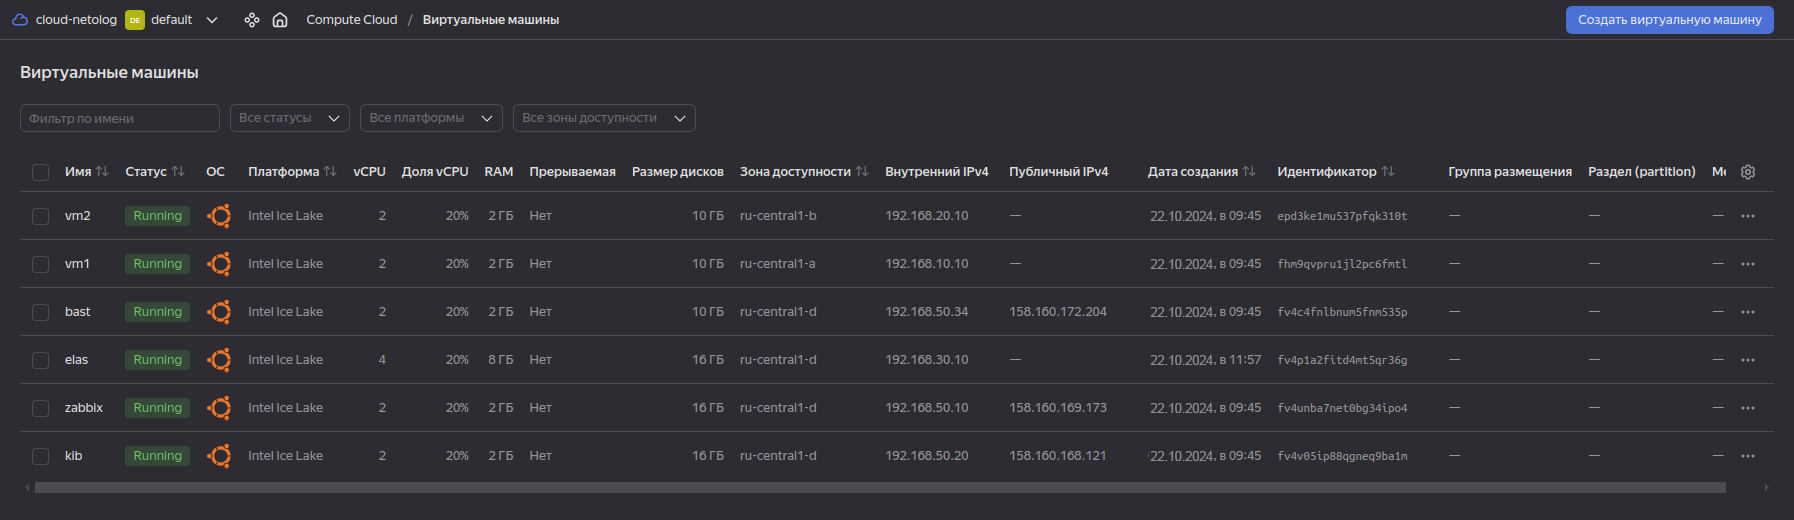 cloud-netolog DE default Compute Cloud / Виртуальные машины Создать виртуальную машину
Виртуальные машины
Фильтр по имени Все статусы Все платформы Все зоны доступности
Имя Статус ОС Платформа vCPU Доля vCPU RAM Прерываемая Размер дисков Зона доступности Внутренний IPv4 Публичный IPv4 Дата создания Идентификатор Группа размещения Раздел (partition)
vm2 Running Intel Ice Lake 2 20% 2 ГБ Нет 10 ГБ ru-central1-b 192.168.20.10 — 22.10.2024, в 09:45 epd3ke1mu537pfqk310t — — —
vm1 Running Intel Ice Lake 2 20% 2 ГБ Нет 10 ГБ ru-central1-a 192.168.10.10 — 22.10.2024, в 09:45 fhm9qvpru1jl2pc6fmtl — — —
bast Running Intel Ice Lake 2 20% 2 ГБ Нет 10 ГБ ru-central1-d 192.168.50.34 158.160.172.204 22.10.2024, в 09:45 fv4c4fnlbnum5fnm535p — — —
elas Running Intel Ice Lake 4 20% 8 ГБ Нет 16 ГБ ru-central1-d 192.168.30.10 — 22.10.2024, в 11:57 fv4p1a2fitd4mt5qr36g — — —
zabbix Running Intel Ice Lake 2 20% 2 ГБ Нет 16 ГБ ru-central1-d 192.168.50.10 158.160.169.173 22.10.2024, в 09:45 fv4unba7net0bg34ipo4 — — —
kib Running Intel Ice Lake 2 20% 2 ГБ Нет 16 ГБ ru-central1-d 192.168.50.20 158.160.168.121 22.10.2024, в 09:45 fv4v05ip88qgneq9ba1m — — —